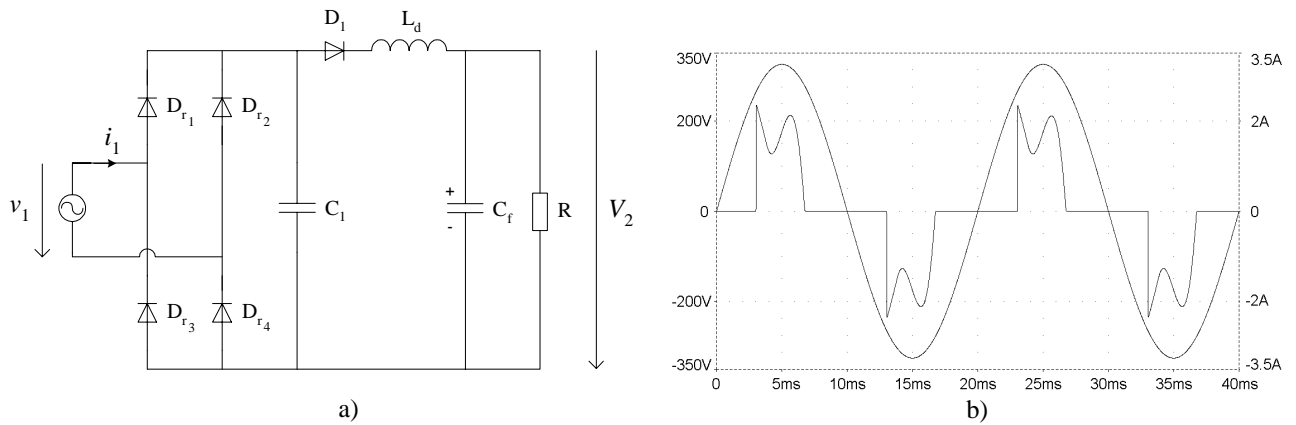 D1
Ld
Dr1
Dr2
i1
v1
C1
+
-
Cf
R
V2
Dr3
Dr4
a)
350V
3.5A
200V
2A
0
0
-200V
-2A
-350V
-3.5A
0
5ms
10ms
15ms
20ms
25ms
30ms
35ms
40ms
b)